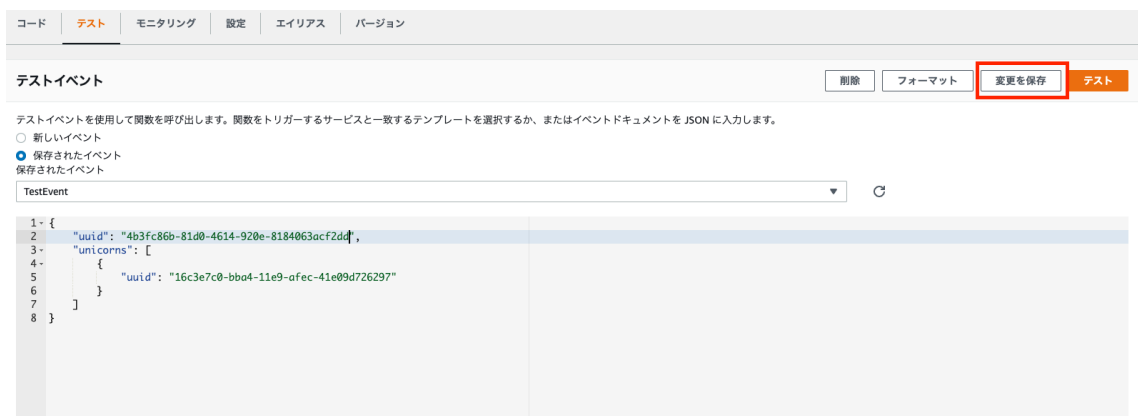 コード テスト モニタリング 設定 エイリアス バージョン
テストイベント 削除 フォーマット 変更を保存 テスト
テストイベントを使用して関数を呼び出します。関数をトリガーするサービスと一致するテンプレートを選択するか、またはイベントドキュメントを JSON に入力します。
新しいイベント
保存されたイベント
保存されたイベント
TestEvent
1 {
2 "uuid": "4b3fc86b-81d0-4614-920e-8184063acf2dd",
3 "unicorns": [
4 {
5 "uuid": "16c3e7c0-bba4-11e9-afec-41e09d726297"
6 }
7 ]
8 }